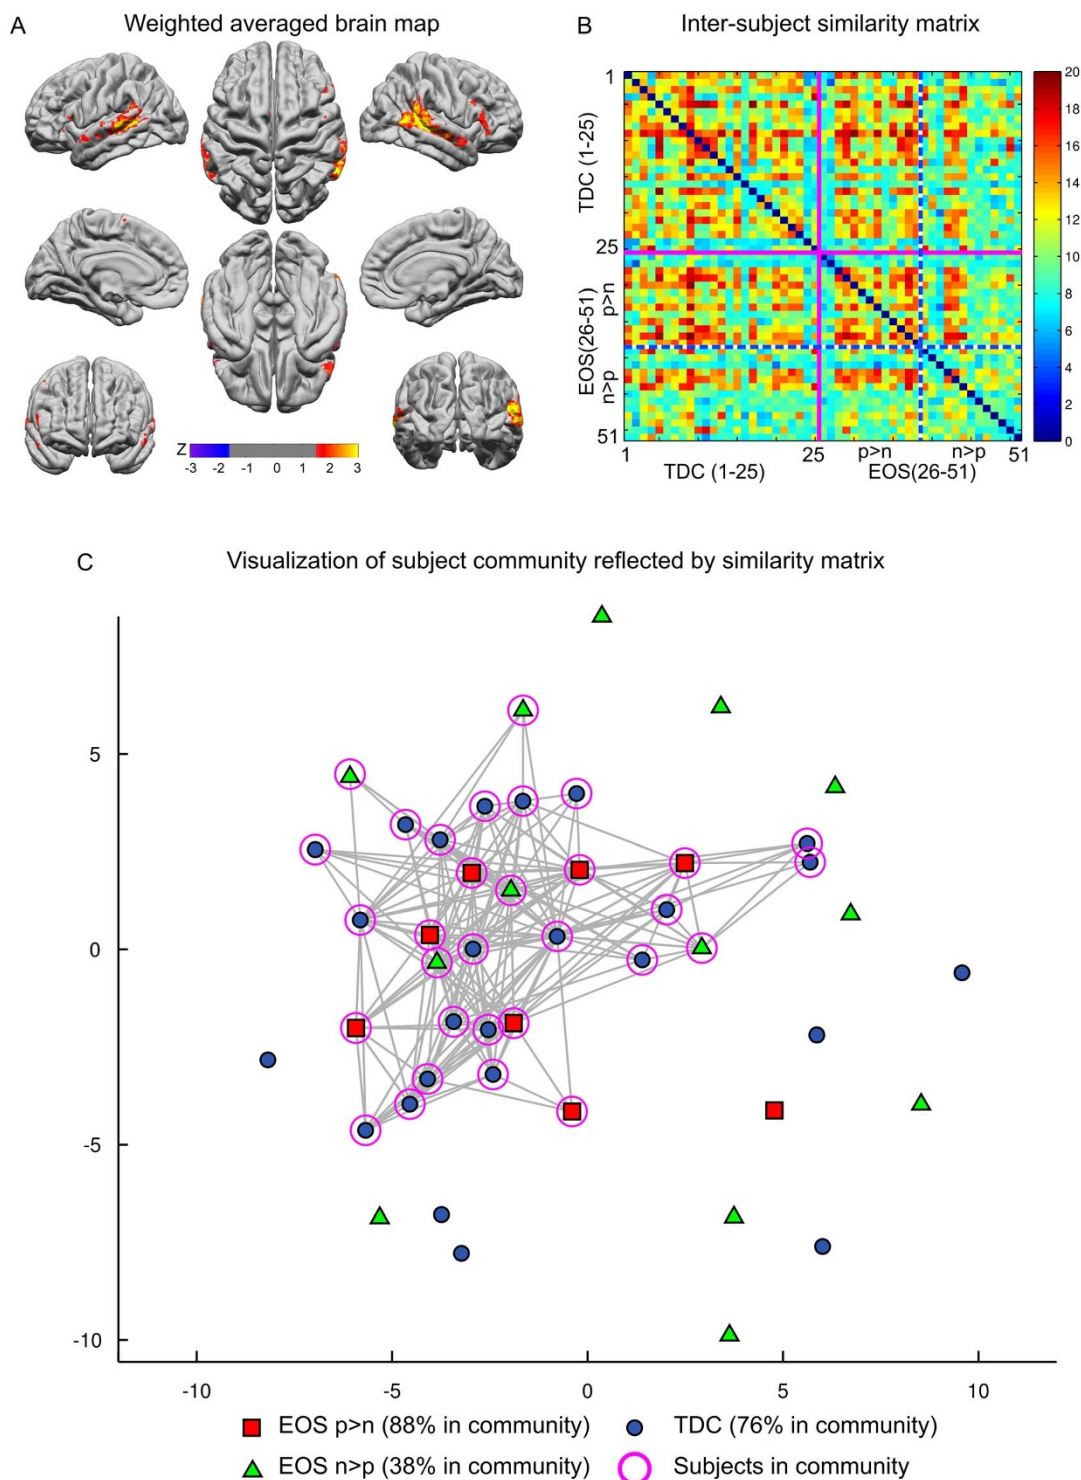 A Weighted averaged brain map
Z
-3 -2 -1 0 1 2 3
B Inter-subject similarity matrix
1
TDC (1-25)
25
p>n
EOS(26-51)
n>p
51
1 25 p>n n>p 51
TDC (1-25) EOS(26-51)
20
18
16
14
12
10
8
6
4
2
0
C Visualization of subject community reflected by similarity matrix
5
0
-5
-10
-10 -5 0 5 10
EOS p>n (88% in community) TDC (76% in community)
EOS n>p (38% in community) Subjects in community